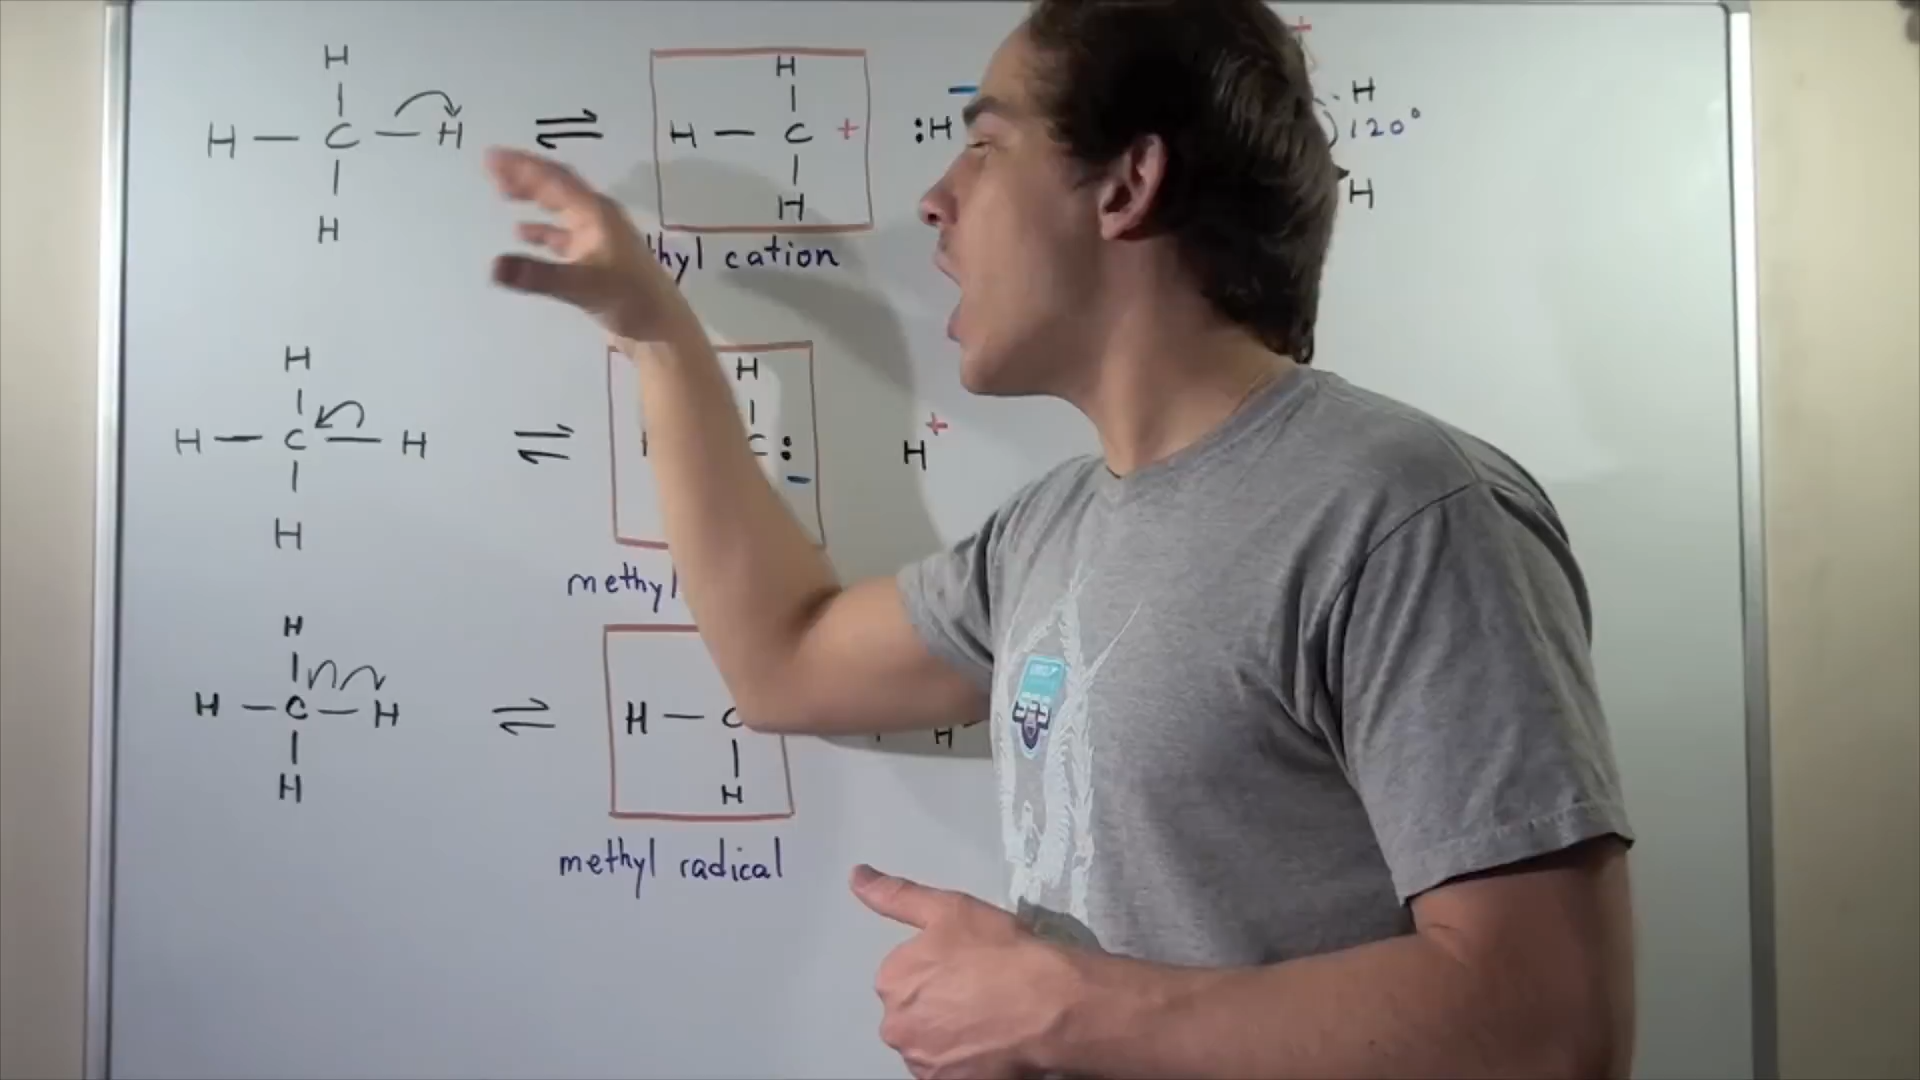 H
H — C — H ⇌ H — C + :H −
H
H
H
120°
H
H
thyl cation
H
H — C — H ⇌ C: −
H
H
H+
methyl
H
H — C — H ⇌ H — C
H
H
H
methyl radical